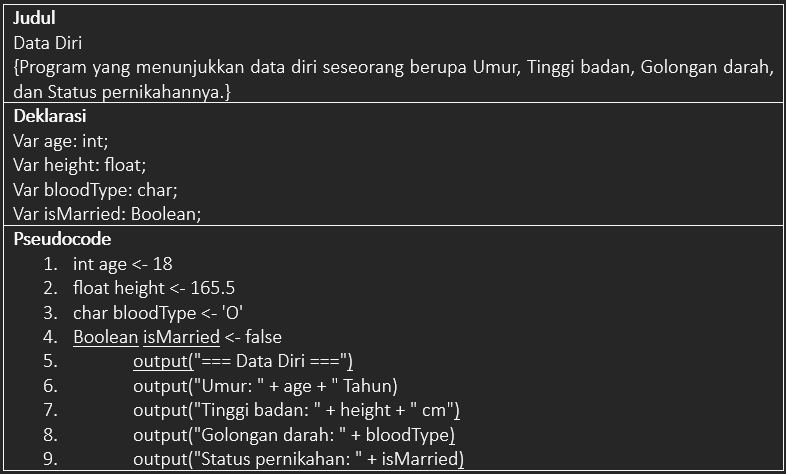 Judul
Data Diri
{Program yang menunjukkan data diri seseorang berupa Umur, Tinggi badan, Golongan darah,
dan Status pernikahannya.}
Deklarasi
Var age: int;
Var height: float;
Var bloodType: char;
Var isMarried: Boolean;
Pseudocode
1. int age <- 18
2. float height <- 165.5
3. char bloodType <- 'O'
4. Boolean isMarried <- false
5. output("=== Data Diri ===")
6. output("Umur: " + age + " Tahun)
7. output("Tinggi badan: " + height + " cm")
8. output("Golongan darah: " + bloodType)
9. output("Status pernikahan: " + isMarried)